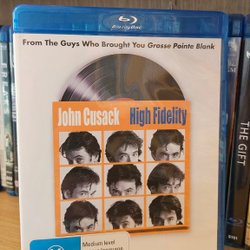 Blu-ray Disc
From The Guys Who Brought You Grosse Pointe Blank
John Cusack High Fidelity
Medium level
THE GIFT